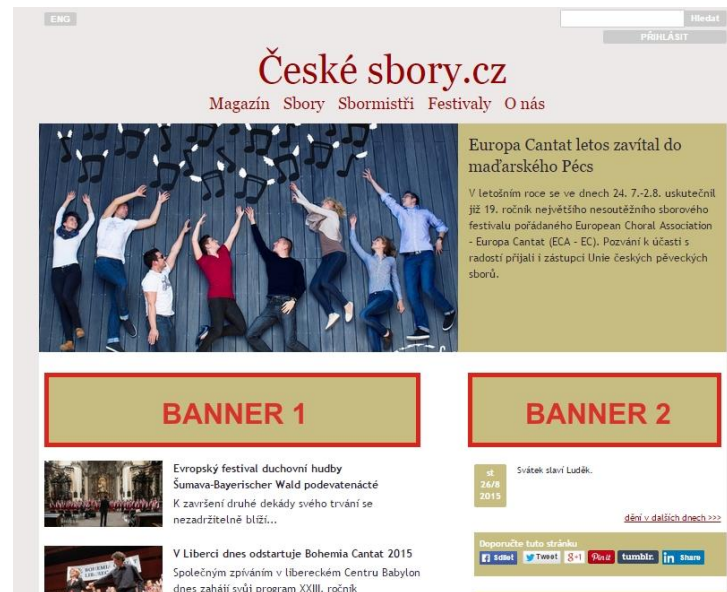 ENG
Hledat
PŘIHLÁSIT
České sbory.cz
Magazín Sbory Sbormistři Festivaly O nás
Europa Cantat letos zavítal do
maďarského Pécs
V letošním roce se ve dnech 24. 7.-2.8. uskutečnil
již 19. ročník největšího nesoutěžního sborového
festivalu pořádaného European Choral Association
- Europa Cantat (ECA - EC). Pozvání k účasti s
radostí přijali i zástupci Unie českých pěveckých
sborů.
BANNER 1
BANNER 2
Evropský festival duchovní hudby
Šumava-Bayerischer Wald podevatenácté
K završení druhé dekády svého trvání se
nezadržitelně blíží...
V Liberci dnes odstartuje Bohemia Cantat 2015
Společným zpíváním v libereckém Centru Babylon
dnes zahájí svůj program XXIII. ročník
st
26/8
2015
Svátek slaví Luděk.
dění v dalších dnech >>>
Doporučte tuto stránku
Sdílet Tweet g+1 Pin it tumblr. in Share